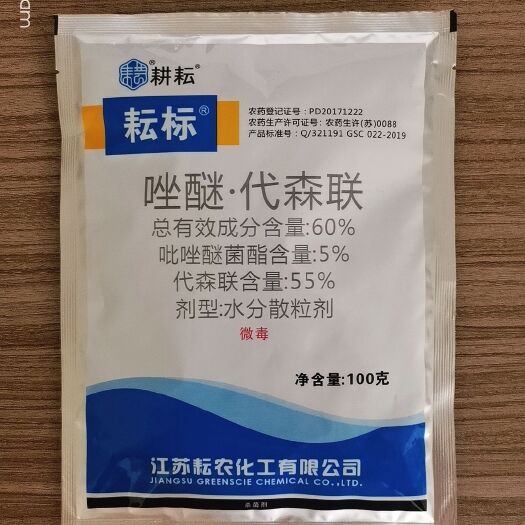 am
耕耘®
耘标®
农药登记证号：PD20171222
农药生产许可证号：农药生许(苏)0088
产品标准号：Q/321191 GSC 022-2019
唑醚·代森联
总有效成分含量:60%
吡唑醚菌酯含量:5%
代森联含量:55%
剂型:水分散粒剂
微毒
净含量:100克
江苏耘农化工有限公司
JIANGSU GREENSCIE CHEMICAL CO.,LTD.
杀菌剂